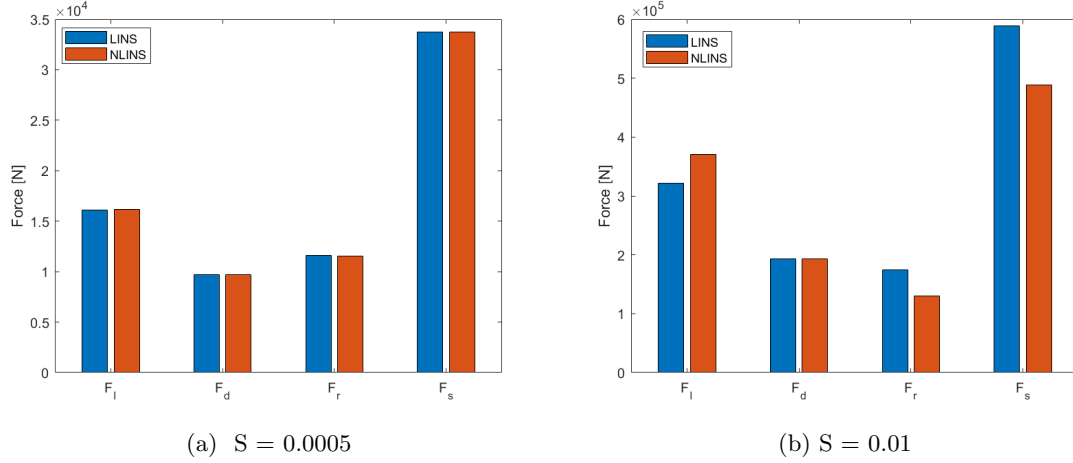 ×10⁴
3.5
3
2.5
2
1.5
1
0.5
0
Force [N]
LINS
NLINS
F_l
F_d
F_r
F_s
(a) S = 0.0005
×10⁵
6
5
4
3
2
1
0
Force [N]
LINS
NLINS
F_l
F_d
F_r
F_s
(b) S = 0.01